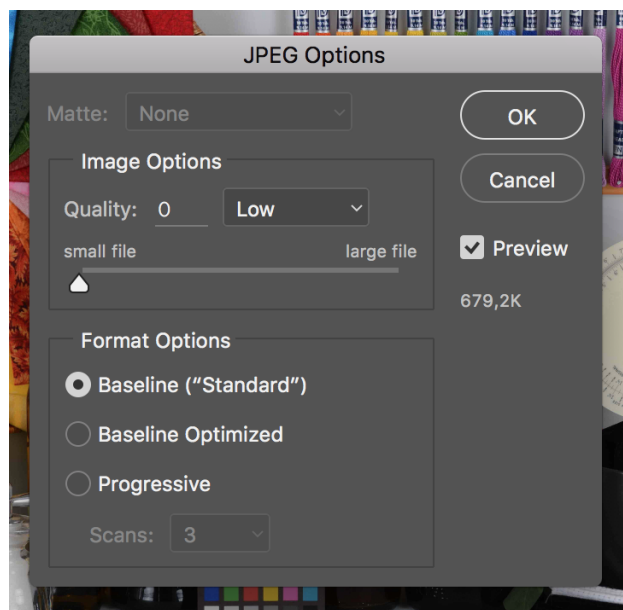 JPEG Options
Matte: None
OK
Image Options
Cancel
Quality: 0 Low
Preview
small file large file
679,2K
Format Options
Baseline (“Standard”)
Baseline Optimized
Progressive
Scans: 3